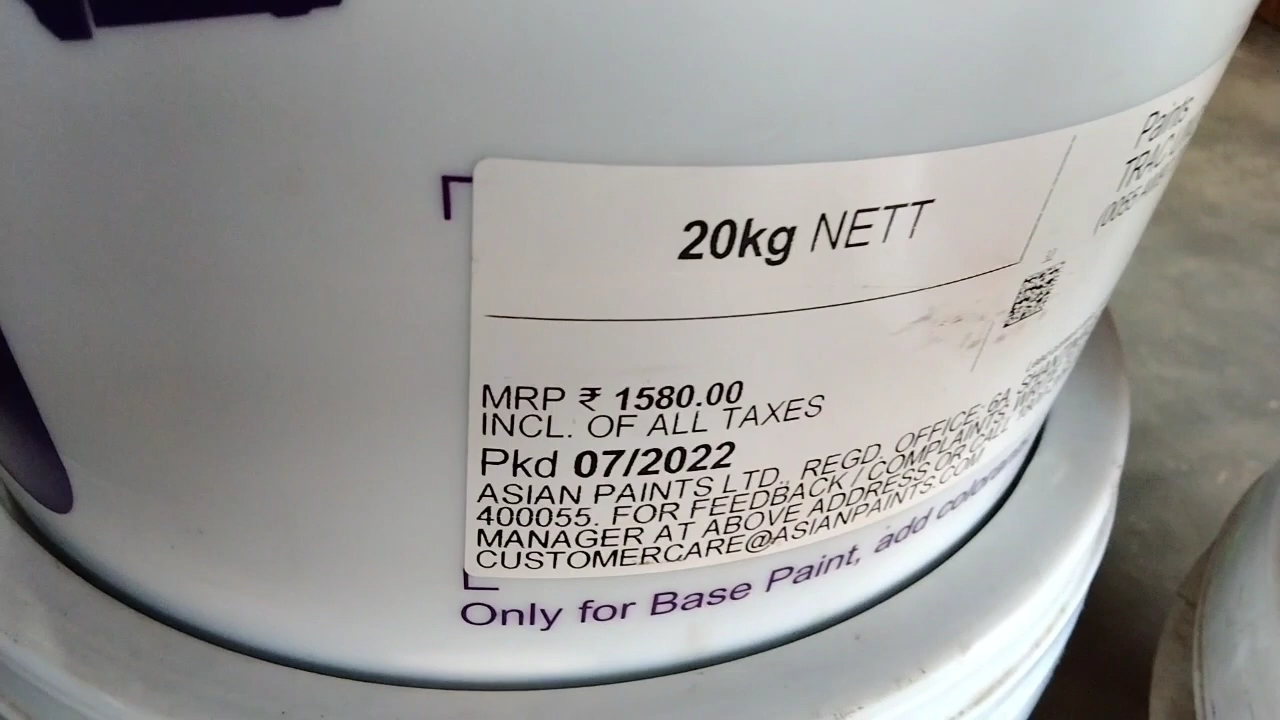 20kg NETT
Paints
MRP ₹ 1580.00
INCL. OF ALL TAXES
Pkd 07/2022
ASIAN PAINTS LTD., REGD. OFFICE: 6A,
400055. FOR FEEDBACK / COMPLAINTS,
MANAGER AT ABOVE ADDRESS OR CALL
CUSTOMERCARE@ASIANPAINTS.COM
Only for Base Paint, add